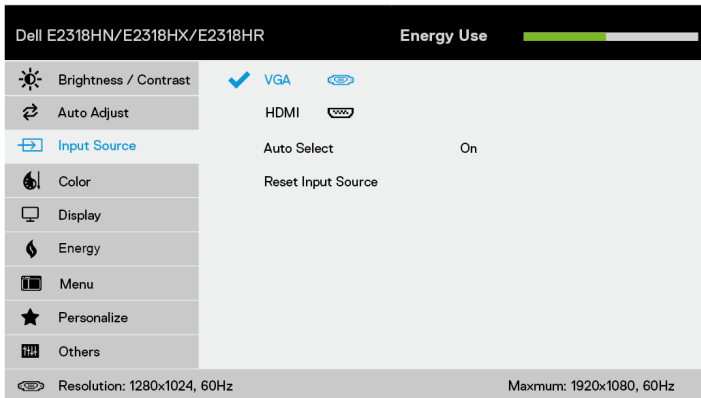 Dell E2318HN/E2318HX/E2318HR Energy Use
Brightness / Contrast VGA
Auto Adjust HDMI
Input Source Auto Select On
Color Reset Input Source
Display
Energy
Menu
Personalize
Others
Resolution: 1280x1024, 60Hz Maxmum: 1920x1080, 60Hz